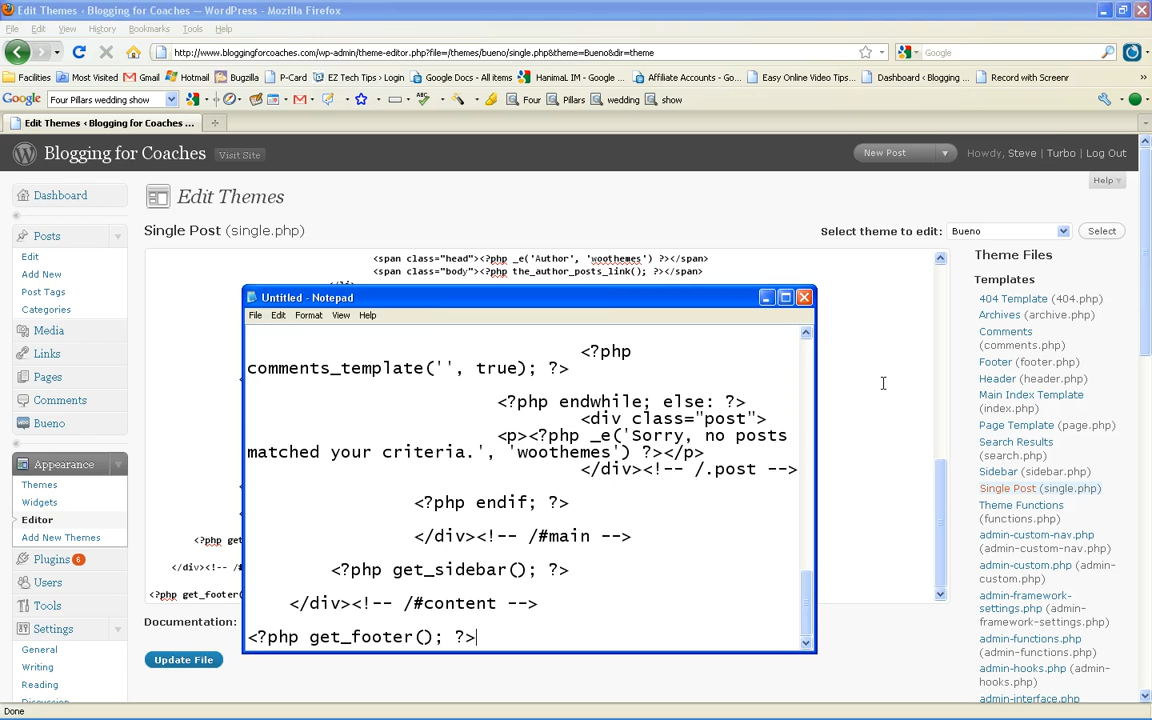 Edit Themes ‹ Blogging for Coaches — WordPress - Mozilla Firefox
File Edit View History Bookmarks Tools Help
http://www.bloggingforcoaches.com/wp-admin/theme-editor.php?file=/themes/bueno/single.php&theme=Bueno&dir=theme
Google
Facilities Most Visited Gmail Hotmail Bugzilla P-Card EZ Tech Tips › Login Google Docs - All items Hanimal. IM - Google ... Affiliate Accounts - Go... Easy Online Video Tips... Dashboard ‹ Blogging ... Record with Screenr »
Google Four Pillars wedding show Four Pillars wedding show
Edit Themes ‹ Blogging for Coaches ...
Blogging for Coaches Visit Site New Post Howdy, Steve | Turbo | Log Out
Help
Edit Themes
Single Post (single.php) Select theme to edit: Bueno Select
<span class="head"><?php _e('Author', 'woothemes') ?></span>
<span class="body"><?php the_author_posts_link(); ?></span>
Untitled - Notepad
File Edit Format View Help
<?php
comments_template('', true); ?>
<?php endwhile; else: ?>
<div class="post">
<p><?php _e('Sorry, no posts
matched your criteria.', 'woothemes') ?></p>
</div><!-- /.post -->
<?php endif; ?>
</div><!-- /#main -->
<?php get_sidebar(); ?>
</div><!-- /#content -->
<?php get_footer(); ?>
<?php get
</div><!-- /#
<?php get_footer(
Documentation:
Update File
Dashboard
Posts
Edit
Add New
Post Tags
Categories
Media
Links
Pages
Comments
Bueno
Appearance
Themes
Widgets
Editor
Add New Themes
Plugins 6
Users
Tools
Settings
General
Writing
Reading
Discussion
Theme Files
Templates
404 Template (404.php)
Archives (archive.php)
Comments
(comments.php)
Footer (footer.php)
Header (header.php)
Main Index Template
(index.php)
Page Template (page.php)
Search Results
(search.php)
Sidebar (sidebar.php)
Single Post (single.php)
Theme Functions
(functions.php)
admin-custom-nav.php
(admin-custom-nav.php)
admin-custom.php (admin-
custom.php)
admin-framework-
settings.php (admin-
framework-settings.php)
admin-functions.php
(admin-functions.php)
admin-hooks.php (admin-
hooks.php)
admin-interface.php
Done